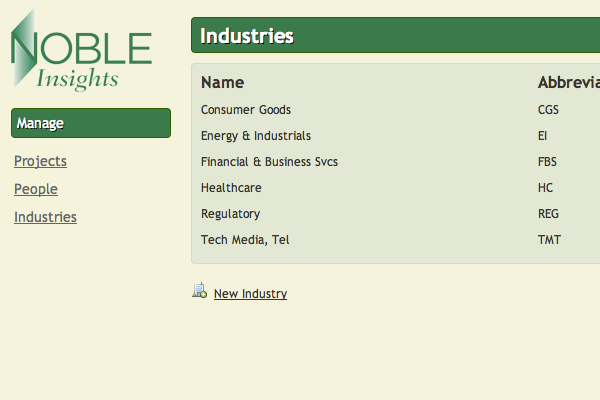 NOBLE
Insights
Manage
Projects
People
Industries
Industries
Name Abbrevia
Consumer Goods CGS
Energy & Industrials EI
Financial & Business Svcs FBS
Healthcare HC
Regulatory REG
Tech Media, Tel TMT
New Industry